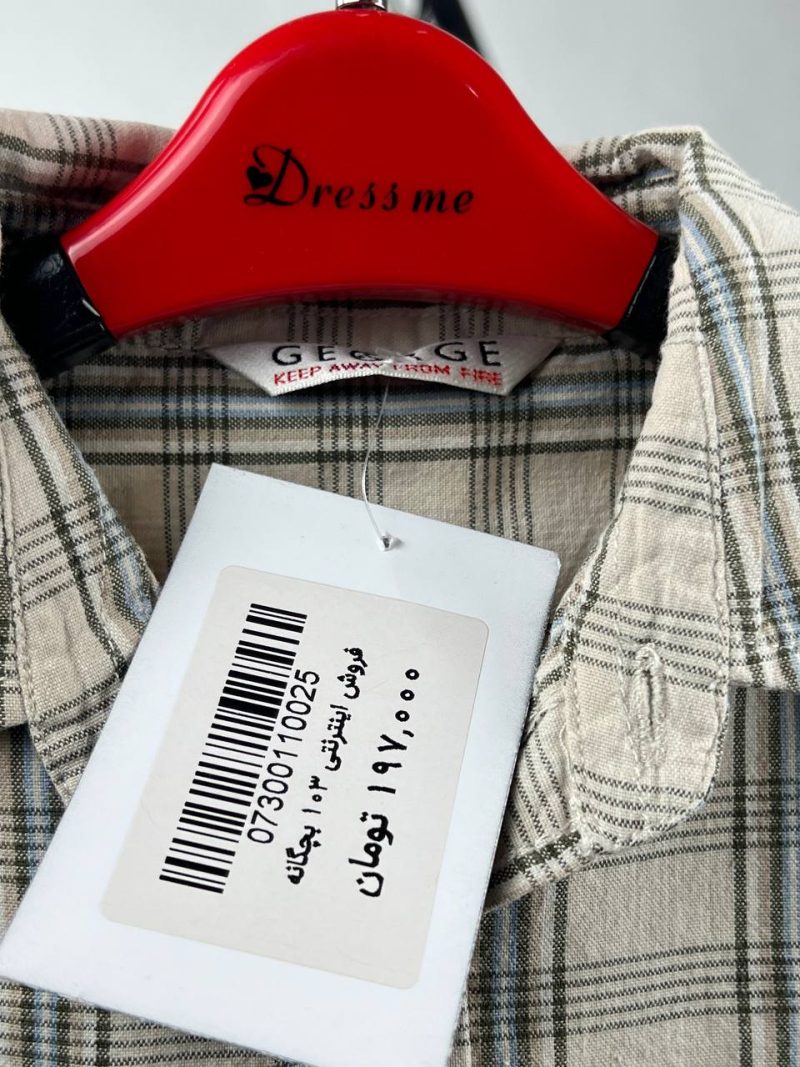 Dress me
GEORGE
KEEP AWAY FROM FIRE
07300110025
فروش اینترنتی ۱۰۳ بچگانه
۱۹۷,۰۰۰ تومان